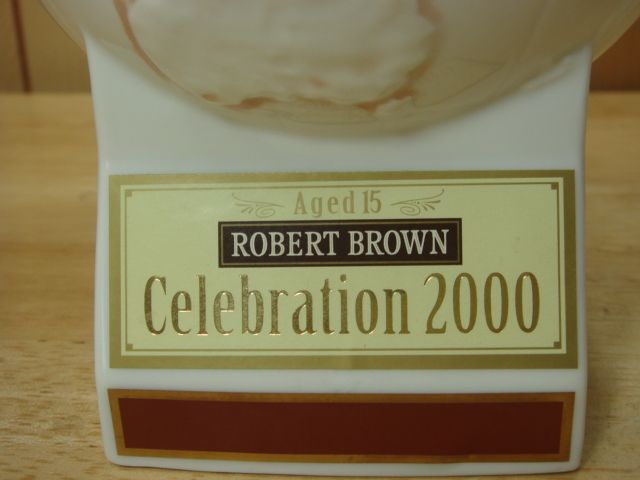 Aged 15
ROBERT BROWN
Celebration 2000